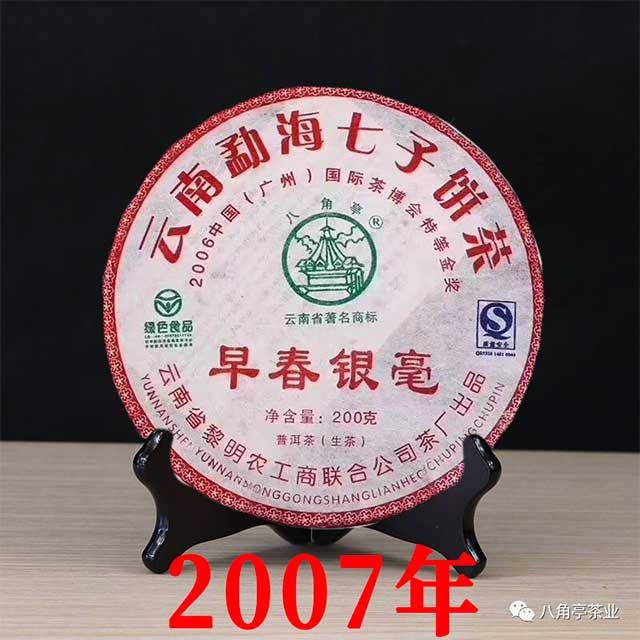 云南勐海七子饼茶
2006中国（广州）国际茶博会特等金奖
八角亭®
云南省著名商标
绿色食品
S
质量安全
早春银毫
净含量：200克
普洱茶（生茶）
云南省黎明农工商联合公司茶厂出品
2007年
八角亭茶业